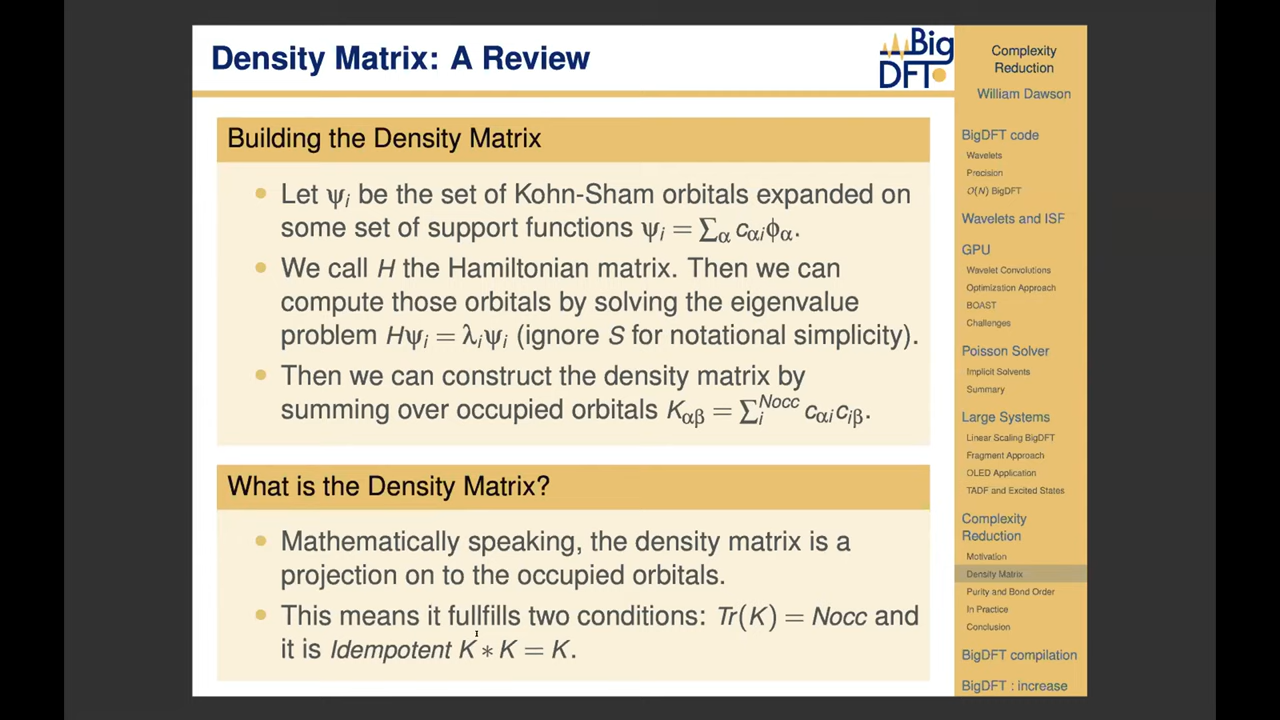 Density Matrix: A Review
Big
DFT
Building the Density Matrix
Let ψᵢ be the set of Kohn-Sham orbitals expanded on
some set of support functions ψᵢ = ∑_α c_αi ϕ_α.
We call H the Hamiltonian matrix. Then we can
compute those orbitals by solving the eigenvalue
problem Hψᵢ = λᵢψᵢ (ignore S for notational simplicity).
Then we can construct the density matrix by
summing over occupied orbitals K_αβ = ∑_i^Nocc c_αi c_iβ.
What is the Density Matrix?
Mathematically speaking, the density matrix is a
projection on to the occupied orbitals.
This means it fullfills two conditions: Tr(K) = Nocc and
it is Idempotent K ∗ K = K.
Complexity
Reduction
William Dawson
BigDFT code
Wavelets
Precision
O(N) BigDFT
Wavelets and ISF
GPU
Wavelet Convolutions
Optimization Approach
BOAST
Challenges
Poisson Solver
Implicit Solvents
Summary
Large Systems
Linear Scaling BigDFT
Fragment Approach
OLED Application
TADF and Excited States
Complexity
Reduction
Motivation
Density Matrix
Purity and Bond Order
In Practice
Conclusion
BigDFT compilation
BigDFT : increase